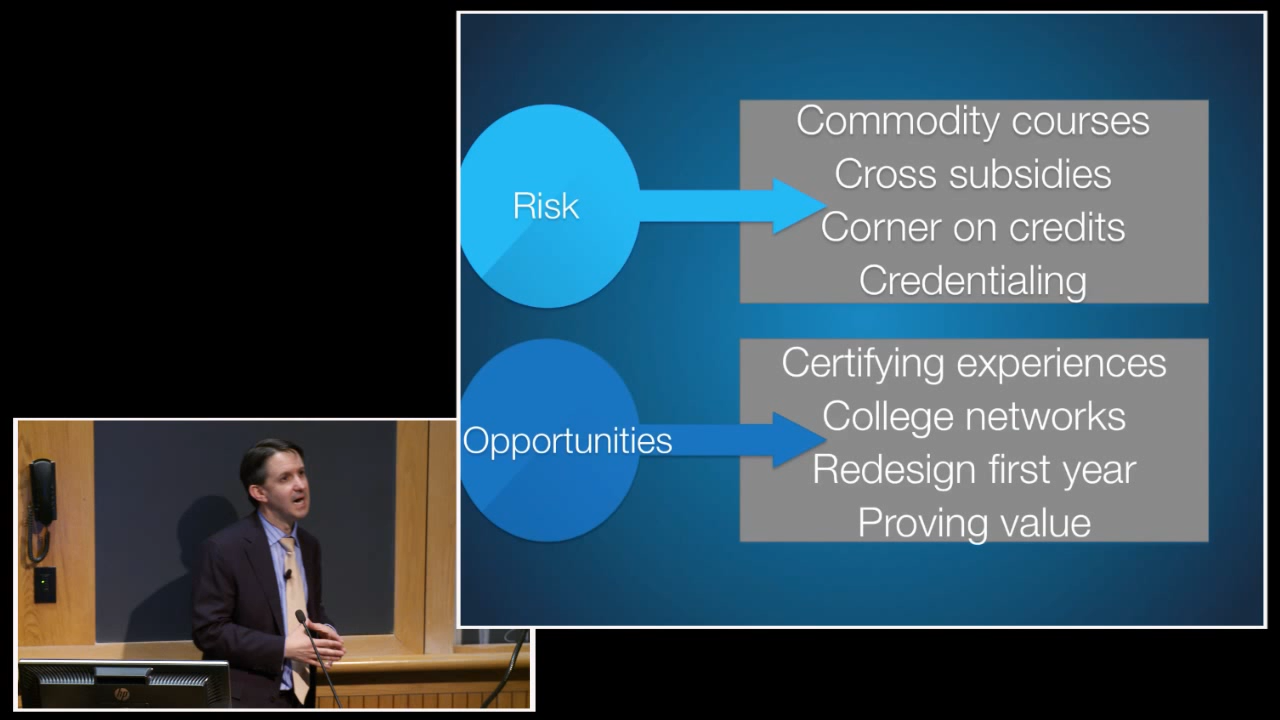 Risk
Commodity courses
Cross subsidies
Corner on credits
Credentialing
Opportunities
Certifying experiences
College networks
Redesign first year
Proving value
hp